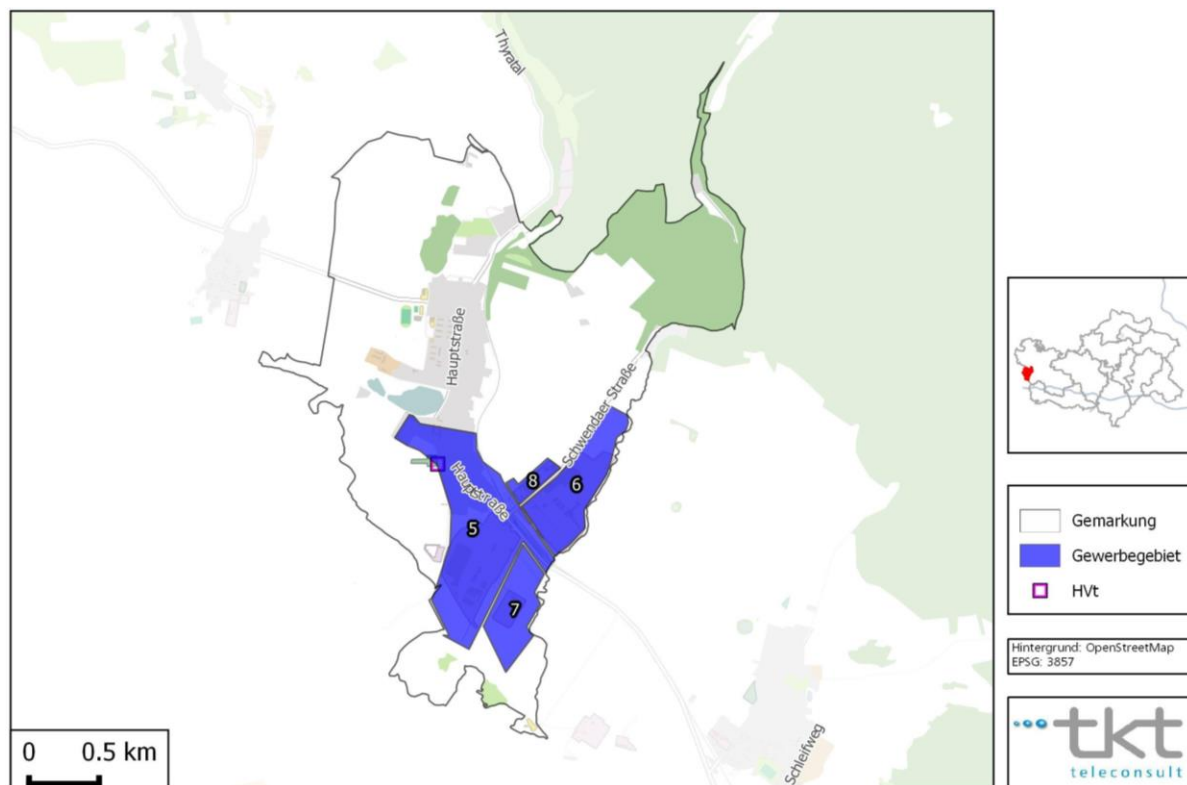 Thyratal
Hauptstraße
Schwendaer Straße
8
6
Hauptstraße
5
7
Schleifweg
0 0.5 km
Gemarkung
Gewerbegebiet
HVt
Hintergrund: OpenStreetMap
EPSG: 3857
tkt
teleconsult